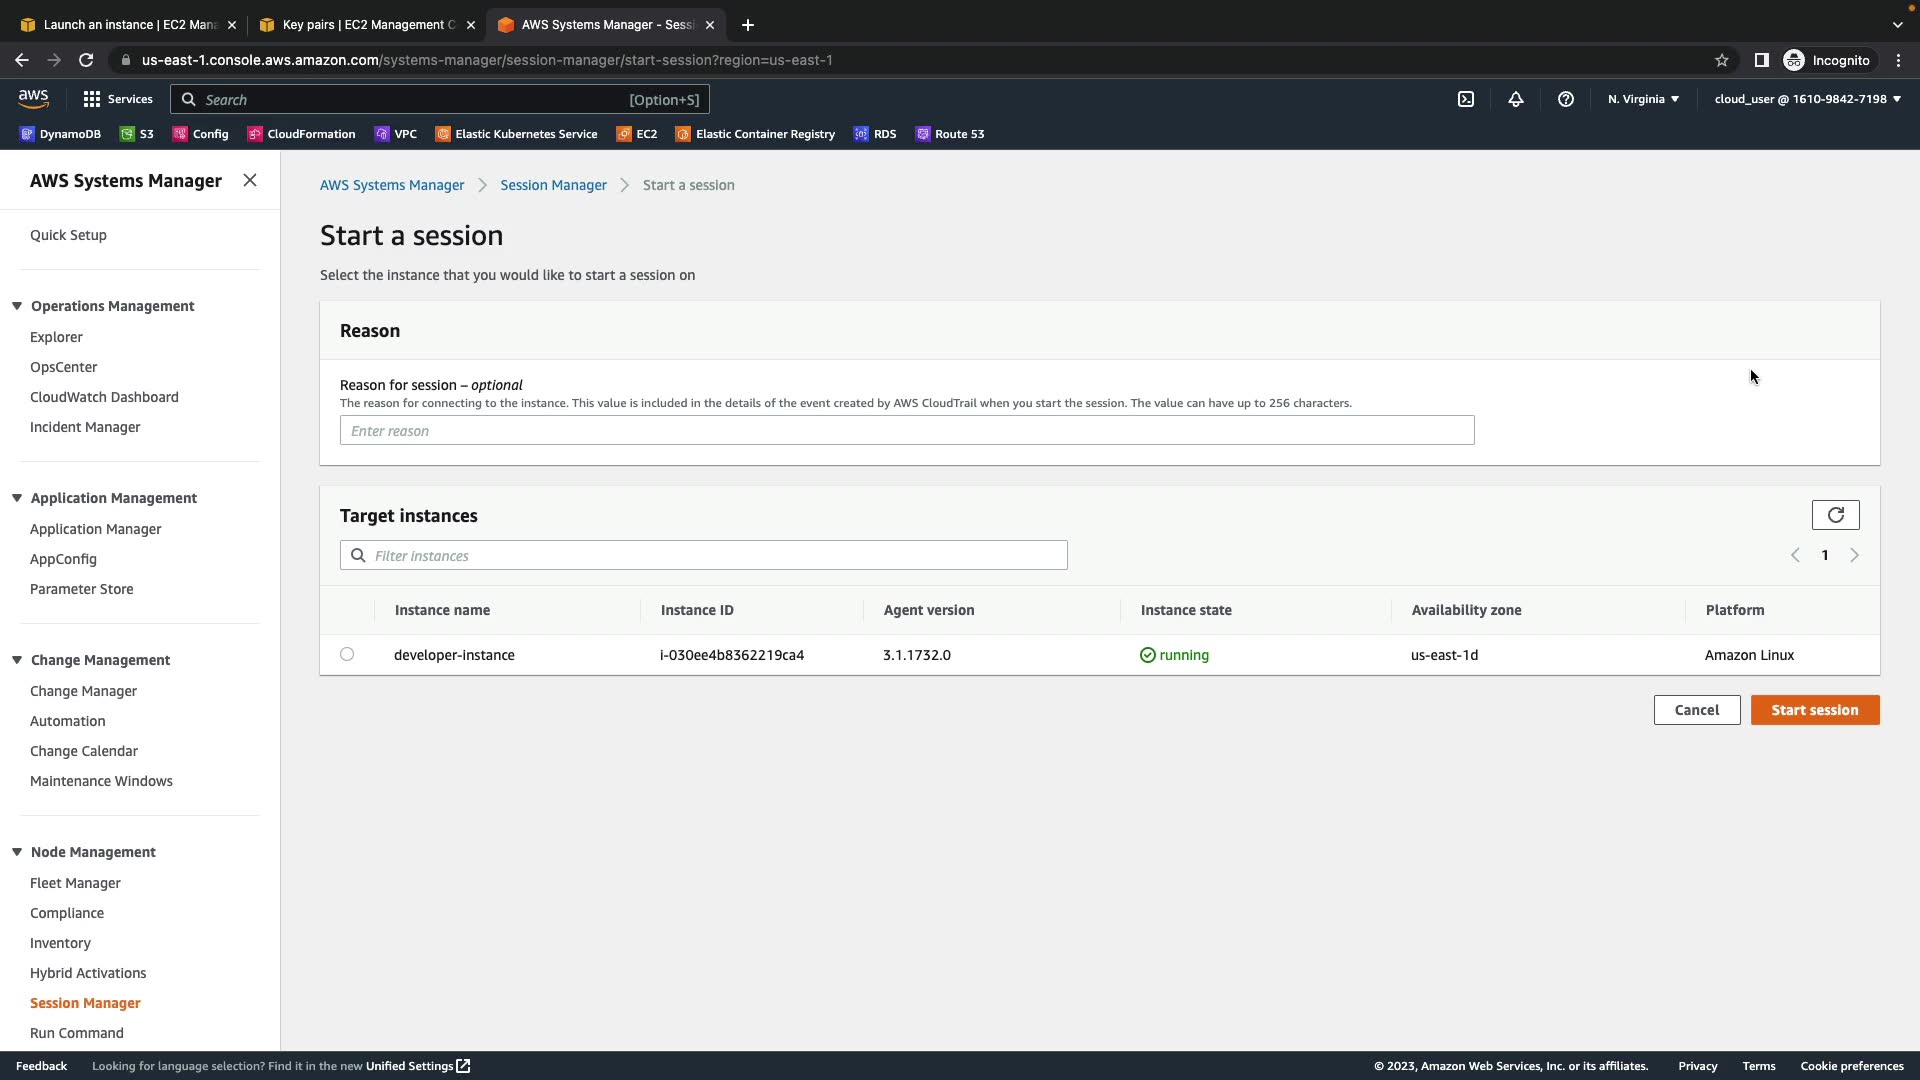 Launch an instance | EC2 Mana
Key pairs | EC2 Management C
AWS Systems Manager - Sessi
us-east-1.console.aws.amazon.com/systems-manager/session-manager/start-session?region=us-east-1
Incognito
aws
Services
Search
[Option+S]
N. Virginia
cloud_user @ 1610-9842-7198
DynamoDB
S3
Config
CloudFormation
VPC
Elastic Kubernetes Service
EC2
Elastic Container Registry
RDS
Route 53
AWS Systems Manager
Quick Setup
Operations Management
Explorer
OpsCenter
CloudWatch Dashboard
Incident Manager
Application Management
Application Manager
AppConfig
Parameter Store
Change Management
Change Manager
Automation
Change Calendar
Maintenance Windows
Node Management
Fleet Manager
Compliance
Inventory
Hybrid Activations
Session Manager
Run Command
AWS Systems Manager
Session Manager
Start a session
Start a session
Select the instance that you would like to start a session on
Reason
Reason for session – optional
The reason for connecting to the instance. This value is included in the details of the event created by AWS CloudTrail when you start the session. The value can have up to 256 characters.
Enter reason
Target instances
Filter instances
1
Instance name Instance ID Agent version Instance state Availability zone Platform
developer-instance i-030ee4b8362219ca4 3.1.1732.0 running us-east-1d Amazon Linux
Cancel
Start session
Feedback
Looking for language selection? Find it in the new Unified Settings
© 2023, Amazon Web Services, Inc. or its affiliates.
Privacy
Terms
Cookie preferences